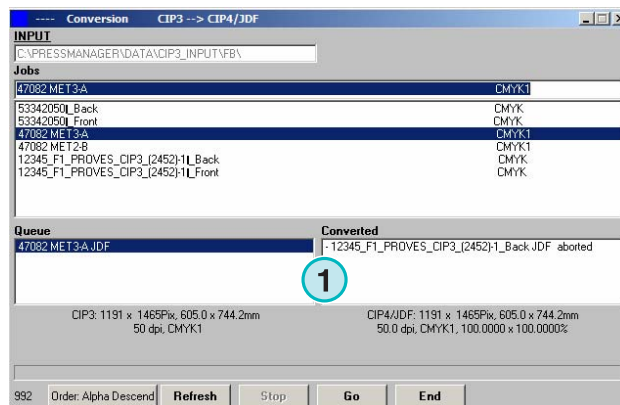 ---- Conversion CIP3 --> CIP4/JDF
INPUT
C:\PRESSMANAGER\DATA\CIP3_INPUT\FB\
Jobs
47082 MET3-A CMYK1
53342050I_Back CMYK
53342050I_Front CMYK
47082 MET3-A CMYK1
47082 MET2-B CMYK1
12345_F1_PROVES_CIP3_(2452)-1I_Back CMYK
12345_F1_PROVES_CIP3_(2452)-1I_Front CMYK
Queue Converted
47082 MET3-A.JDF - 12345_F1_PROVES_CIP3_(2452)-1_Back.JDF aborted
1
CIP3: 1191 x 1465Pix, 605.0 x 744.2mm CIP4/JDF: 1191 x 1465Pix, 605.0 x 744.2mm
50 dpi, CMYK1 50.0 dpi, CMYK1, 100.0000 x 100.0000%
992 Order: Alpha Descend Refresh Stop Go End